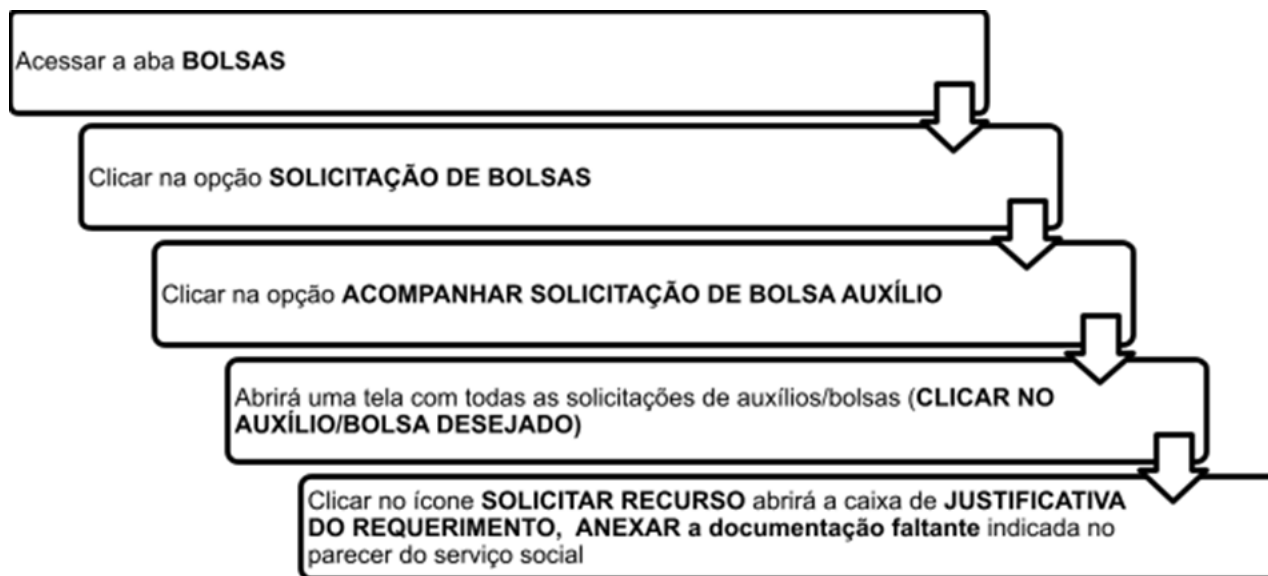 Acessar a aba BOLSAS
Clicar na opção SOLICITAÇÃO DE BOLSAS
Clicar na opção ACOMPANHAR SOLICITAÇÃO DE BOLSA AUXÍLIO
Abrirá uma tela com todas as solicitações de auxílios/bolsas (CLICAR NO
AUXÍLIO/BOLSA DESEJADO)
Clicar no ícone SOLICITAR RECURSO abrirá a caixa de JUSTIFICATIVA
DO REQUERIMENTO, ANEXAR a documentação faltante indicada no
parecer do serviço social